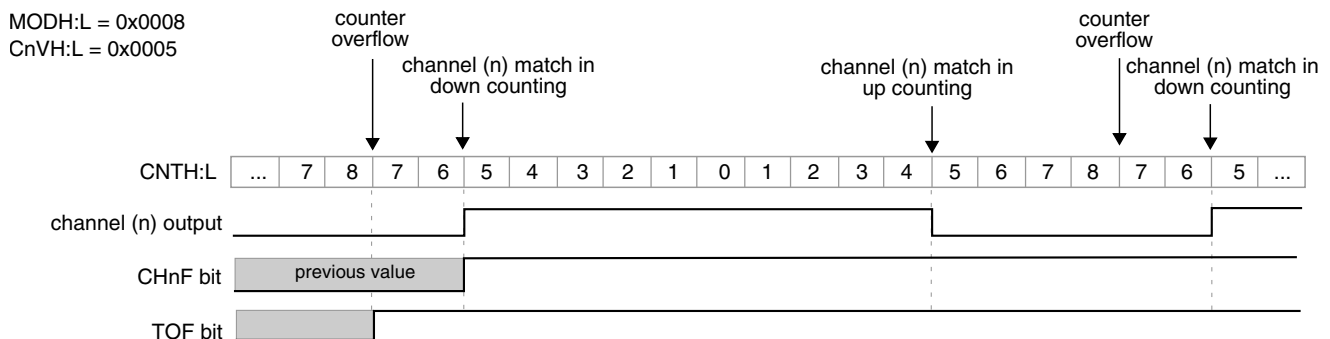 MODH:L = 0x0008
CnVH:L = 0x0005
counter
overflow
channel (n) match in
down counting
channel (n) match in
up counting
counter
overflow
channel (n) match in
down counting
CNTH:L ... 7 8 7 6 5 4 3 2 1 0 1 2 3 4 5 6 7 8 7 6 5 ...
channel (n) output
CHnF bit previous value
TOF bit